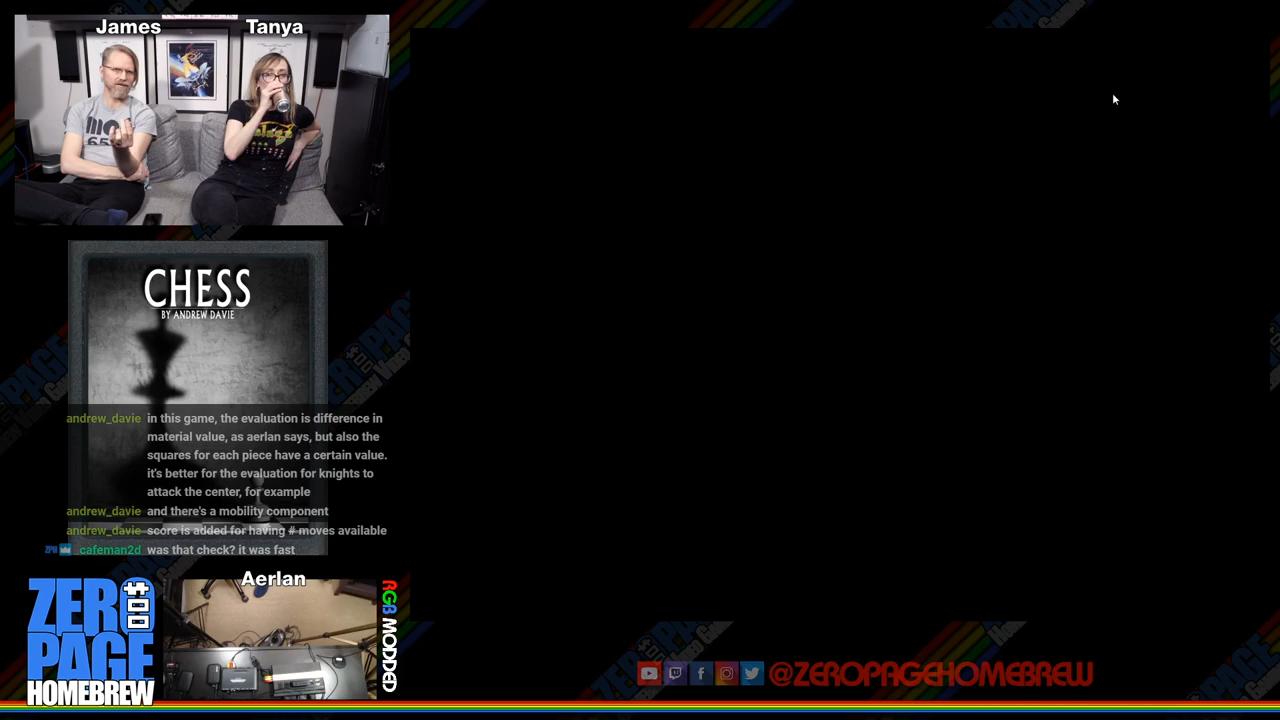 James
Tanya
CHESS
BY ANDREW DAVIE
andrew_davie in this game, the evaluation is difference in
material value, as aerlan says, but also the
squares for each piece have a certain value.
it's better for the evaluation for knights to
attack the center, for example
andrew_davie and there's a mobility component
andrew_davie score is added for having # moves available
cafeman2d was that check? it was fast
Aerlan
RGB MODDED
ZERO
PAGE
HOMEBREW
@ZEROPAGEHOMEBREW